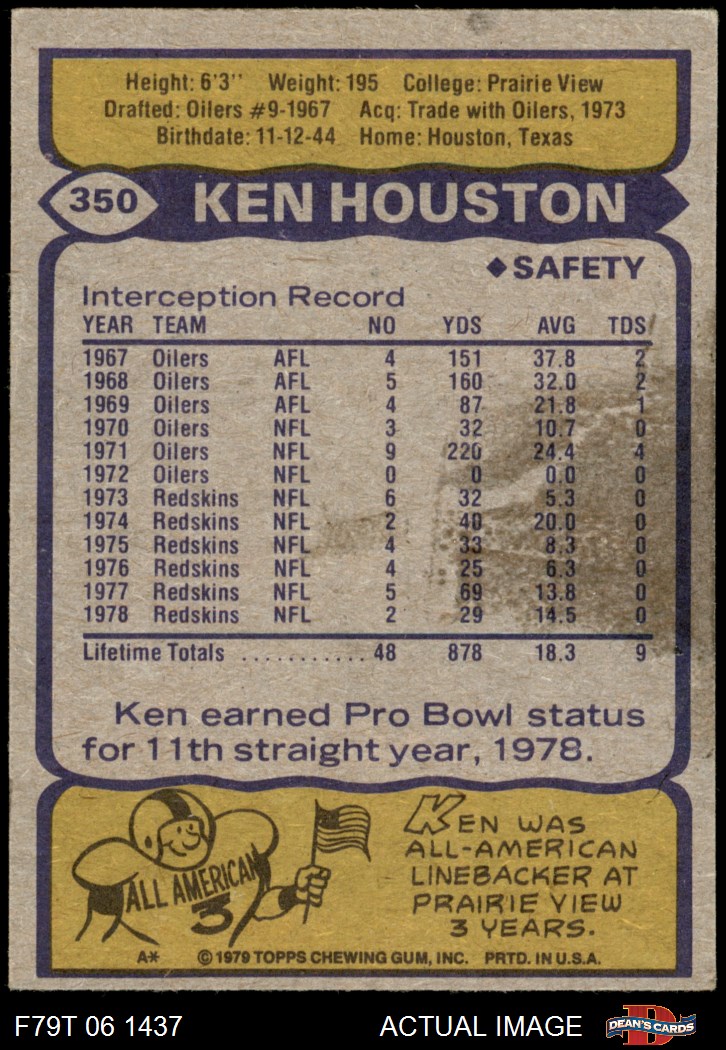 Height: 6'3'' Weight: 195 College: Prairie View
Drafted: Oilers #9-1967 Acq: Trade with Oilers, 1973
Birthdate: 11-12-44 Home: Houston, Texas
350 KEN HOUSTON
◆SAFETY
Interception Record
YEAR TEAM NO YDS AVG TDS
1967 Oilers AFL 4 151 37.8 2
1968 Oilers AFL 5 160 32.0 2
1969 Oilers AFL 4 87 21.8 1
1970 Oilers NFL 3 32 10.7 0
1971 Oilers NFL 9 220 24.4 4
1972 Oilers NFL 0 0 0.0 0
1973 Redskins NFL 6 32 5.3 0
1974 Redskins NFL 2 40 20.0 0
1975 Redskins NFL 4 33 8.3 0
1976 Redskins NFL 4 25 6.3 0
1977 Redskins NFL 5 69 13.8 0
1978 Redskins NFL 2 29 14.5 0
Lifetime Totals ........... 48 878 18.3 9
Ken earned Pro Bowl status
for 11th straight year, 1978.
ALL AMERICAN
3
KEN WAS
ALL-AMERICAN
LINEBACKER AT
PRAIRIE VIEW
3 YEARS.
A* © 1979 TOPPS CHEWING GUM, INC. PRTD. IN U.S.A.
F79T 06 1437 ACTUAL IMAGE
D
DEAN'S CARDS